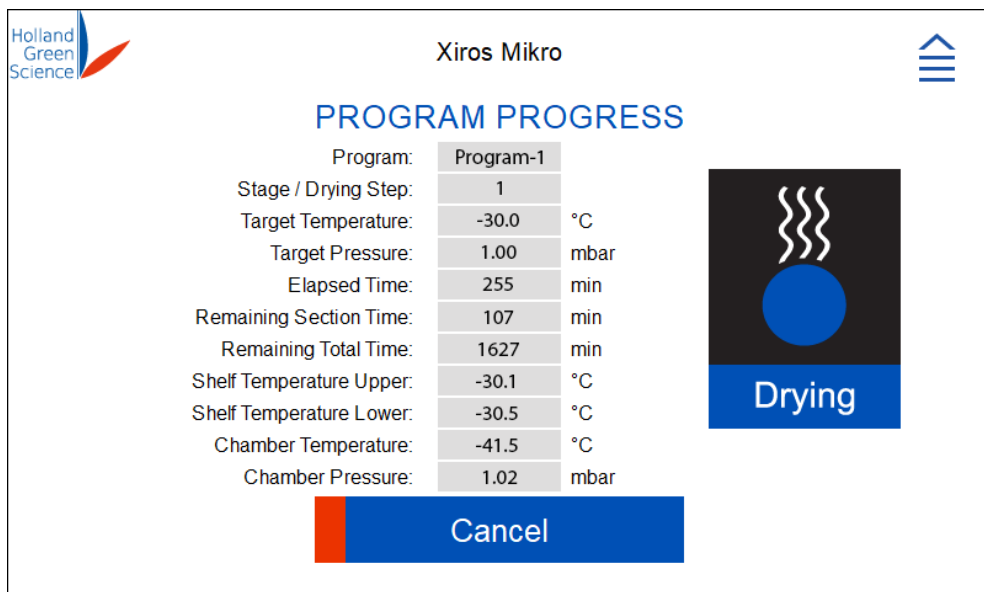 Holland
Green
Science
Xiros Mikro
PROGRAM PROGRESS
Program: Program-1
Stage / Drying Step: 1
Target Temperature: -30.0 °C
Target Pressure: 1.00 mbar
Elapsed Time: 255 min
Remaining Section Time: 107 min
Remaining Total Time: 1627 min
Shelf Temperature Upper: -30.1 °C
Shelf Temperature Lower: -30.5 °C
Chamber Temperature: -41.5 °C
Chamber Pressure: 1.02 mbar
Drying
Cancel